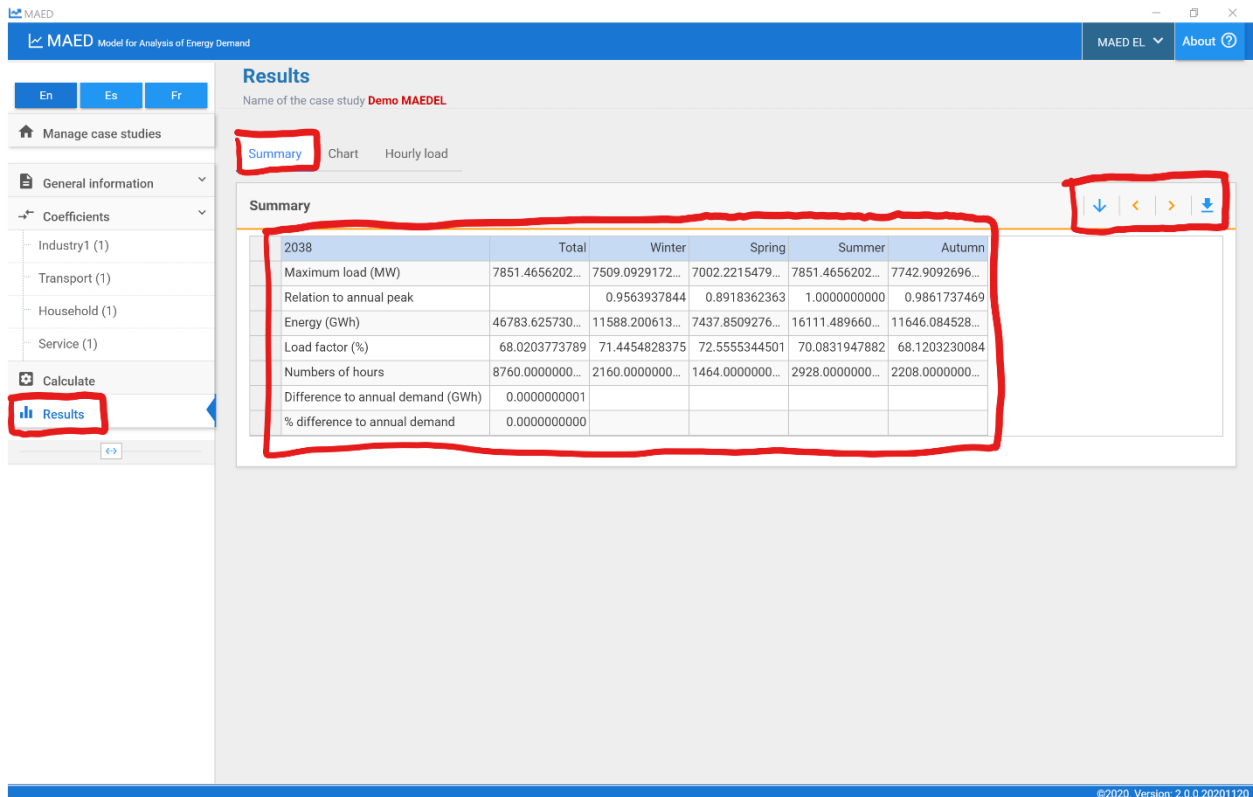 MAED
MAED Model for Analysis of Energy Demand
MAED EL
About
En Es Fr
Manage case studies
General information
Coefficients
Industry1 (1)
Transport (1)
Household (1)
Service (1)
Calculate
Results
Results
Name of the case study Demo MAEDEL
Summary Chart Hourly load
Summary
2038 Total Winter Spring Summer Autumn
Maximum load (MW) 7851.4656202... 7509.0929172... 7002.2215479... 7851.4656202... 7742.9092696...
Relation to annual peak 0.9563937844 0.8918362363 1.0000000000 0.9861737469
Energy (GWh) 46783.625730... 11588.200613... 7437.8509276... 16111.489660... 11646.084528...
Load factor (%) 68.0203773789 71.4454828375 72.5555344501 70.0831947882 68.1203230084
Numbers of hours 8760.0000000... 2160.0000000... 1464.0000000... 2928.0000000... 2208.0000000...
Difference to annual demand (GWh) 0.0000000001
% difference to annual demand 0.0000000000
©2020. Version: 2.0.0.20201120